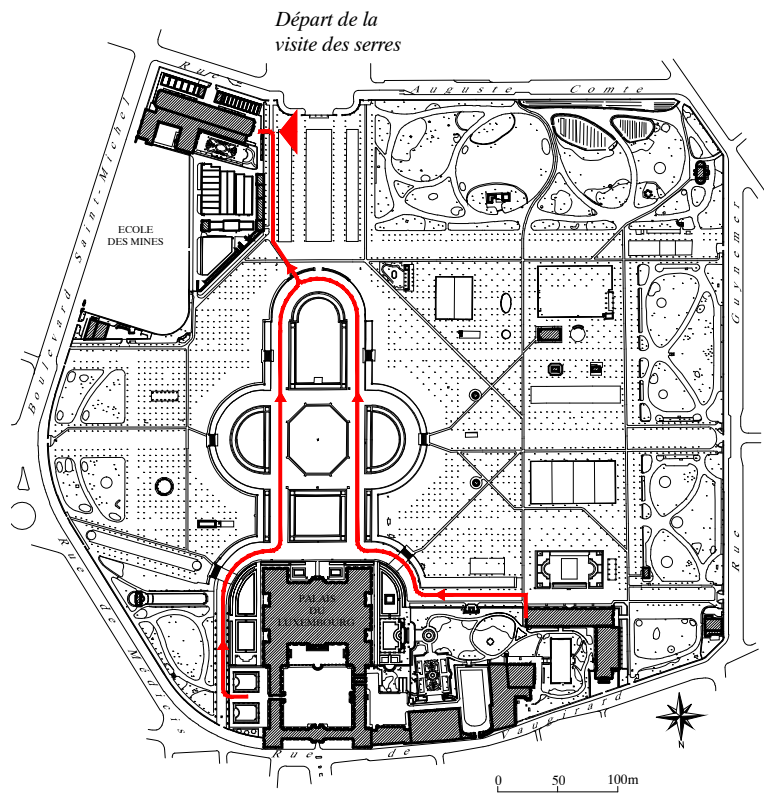 Départ de la
visite des serres
Rue
Auguste Comte
Boulevard Saint-Michel
ECOLE
DES MINES
Guynemer
Rue
PALAIS
DU
LUXEMBOURG
Rue de Medicis
Rue de Vaugirard
N
0 50 100m